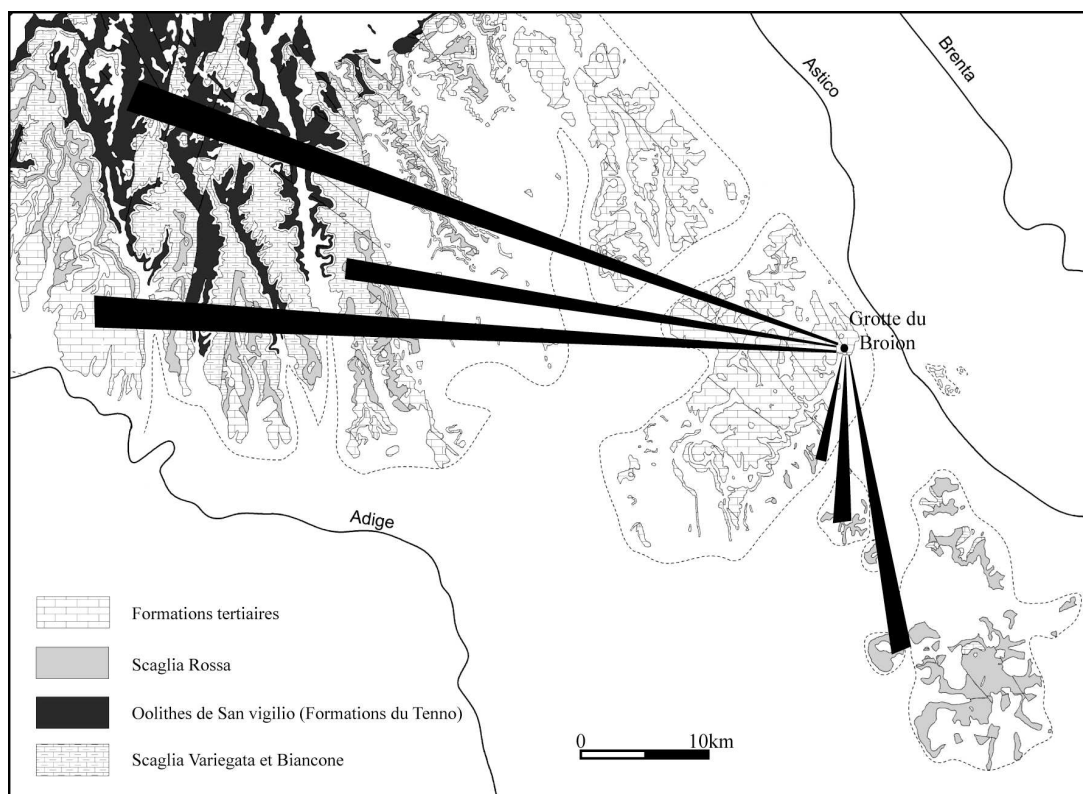 Brenta
Astico
Grotte du
Broion
Adige
Formations tertiaires
Scaglia Rossa
Oolithes de San vigilio (Formations du Tenno)
Scaglia Variegata et Biancone
0 10km